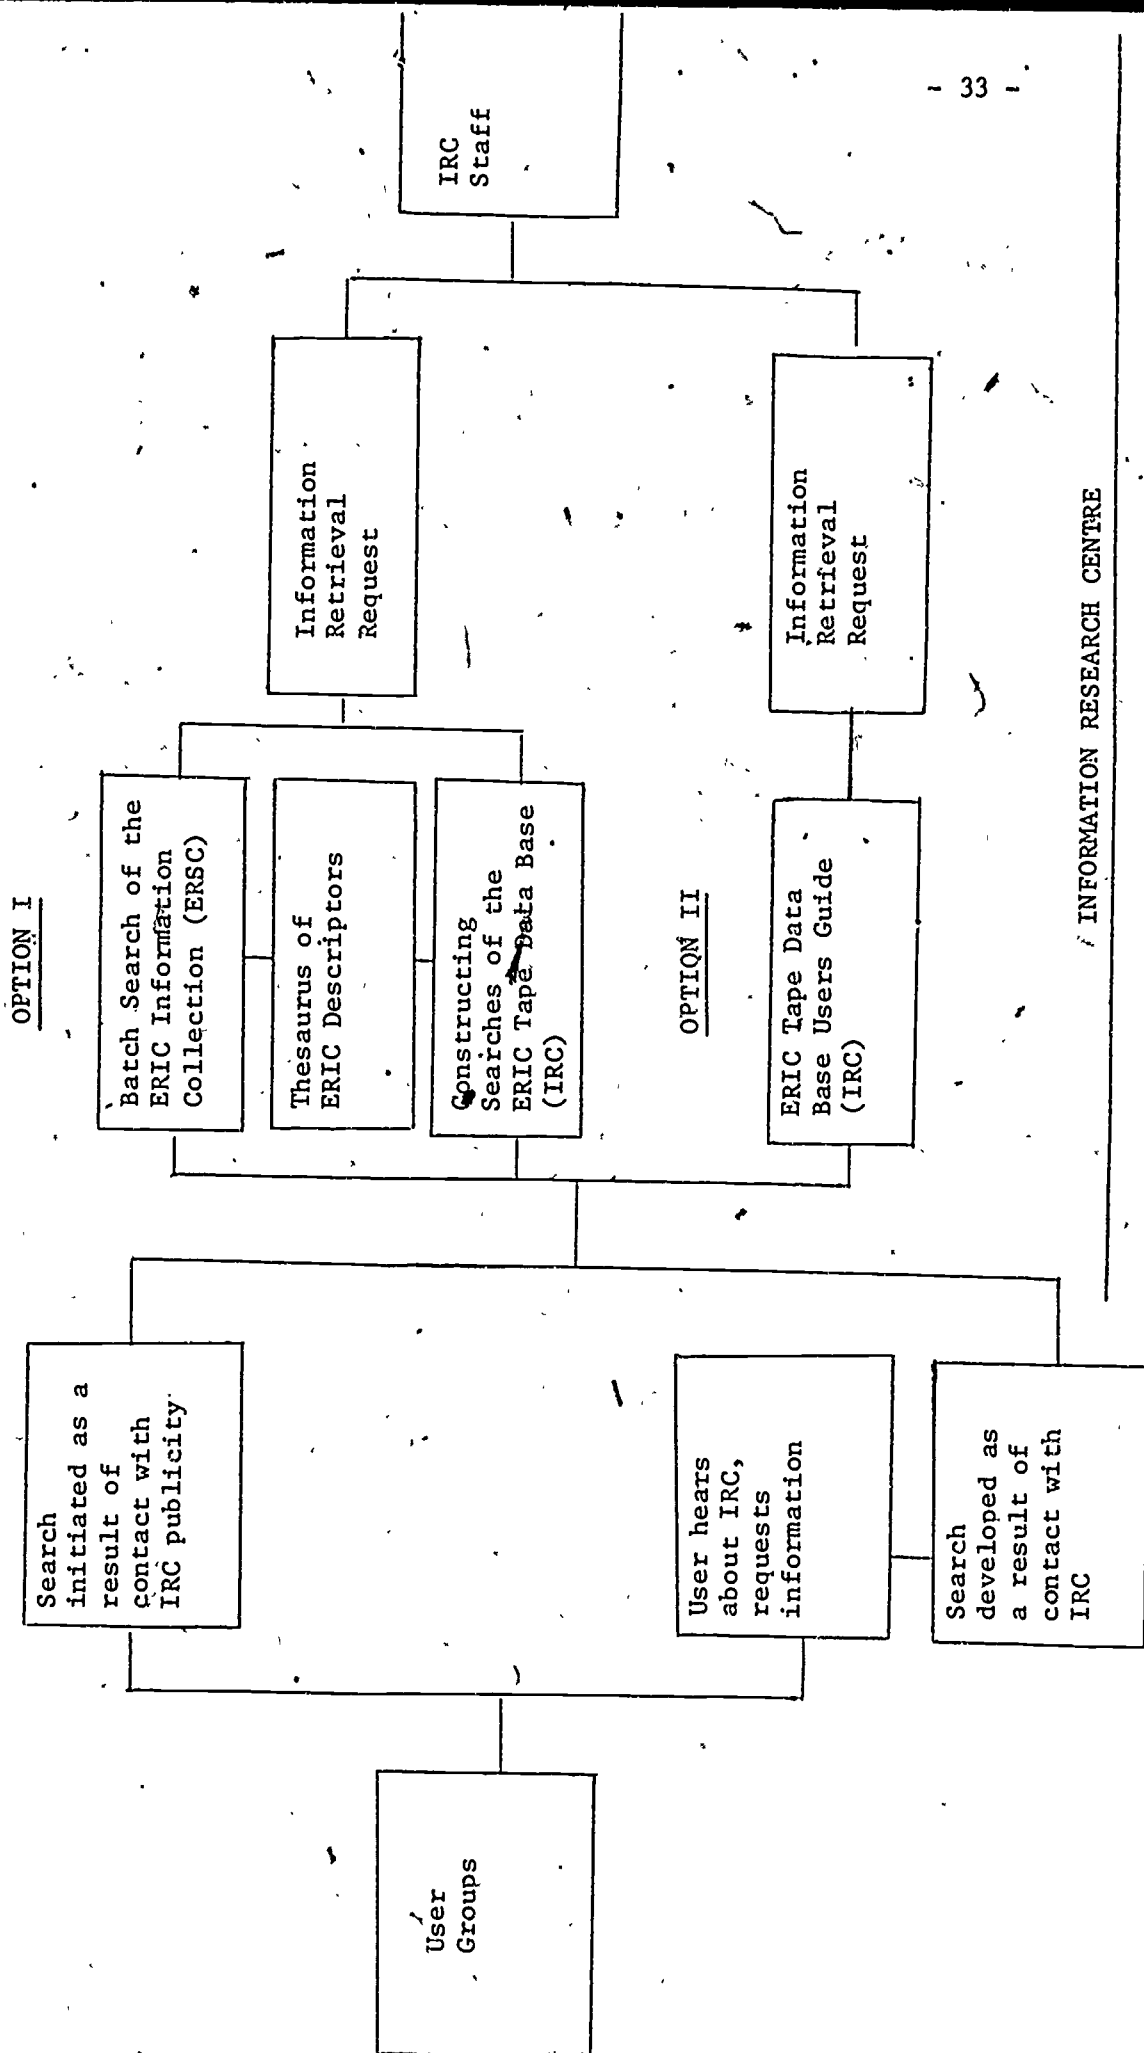 - 33 -
User
Groups
Search
initiated as a
result of
contact with
IRC publicity
User hears
about IRC,
requests
information
Search
developed as
a result of
contact with
IRC
OPTION I
Batch Search of the
ERIC Information
Collection (ERSC)
Thesaurus of
ERIC Descriptors
Constructing
Searches of the
ERIC Tape Data Base
(IRC)
OPTION II
ERIC Tape Data
Base Users Guide
(IRC)
Information
Retrieval
Request
Information
Retrieval
Request
IRC
Staff
INFORMATION RESEARCH CENTRE